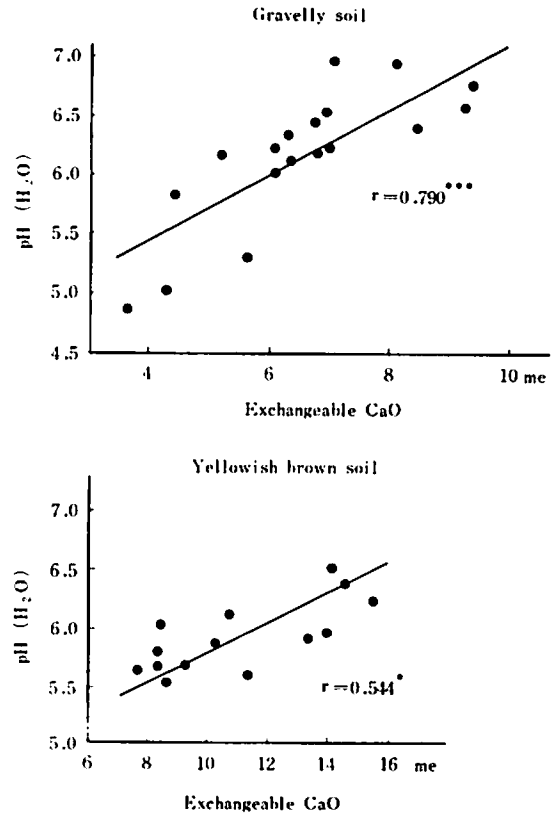 Gravelly soil
7.0
6.5
6.0
5.5
5.0
4.5
pH (H₂O)
r=0.790***
4 6 8 10 me
Exchangeable CaO
Yellowish brown soil
7.0
6.5
6.0
5.5
5.0
pH (H₂O)
r=0.544*
6 8 10 12 14 16 me
Exchangeable CaO